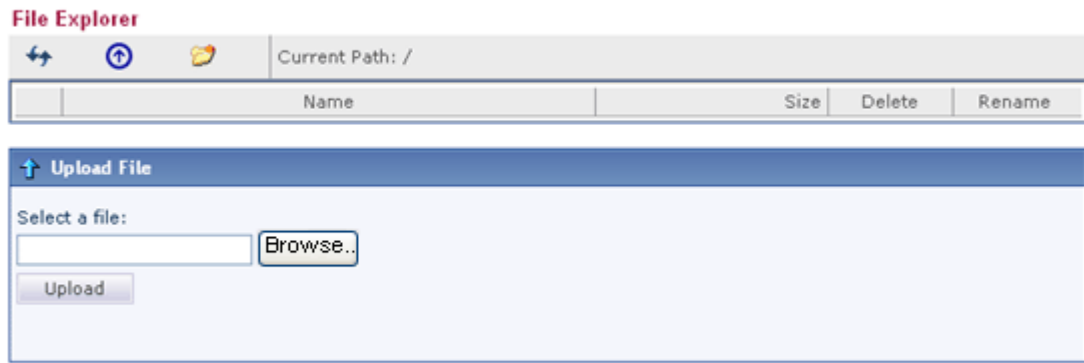 File Explorer
Current Path: /
Name Size Delete Rename
Upload File
Select a file:
Browse..
Upload